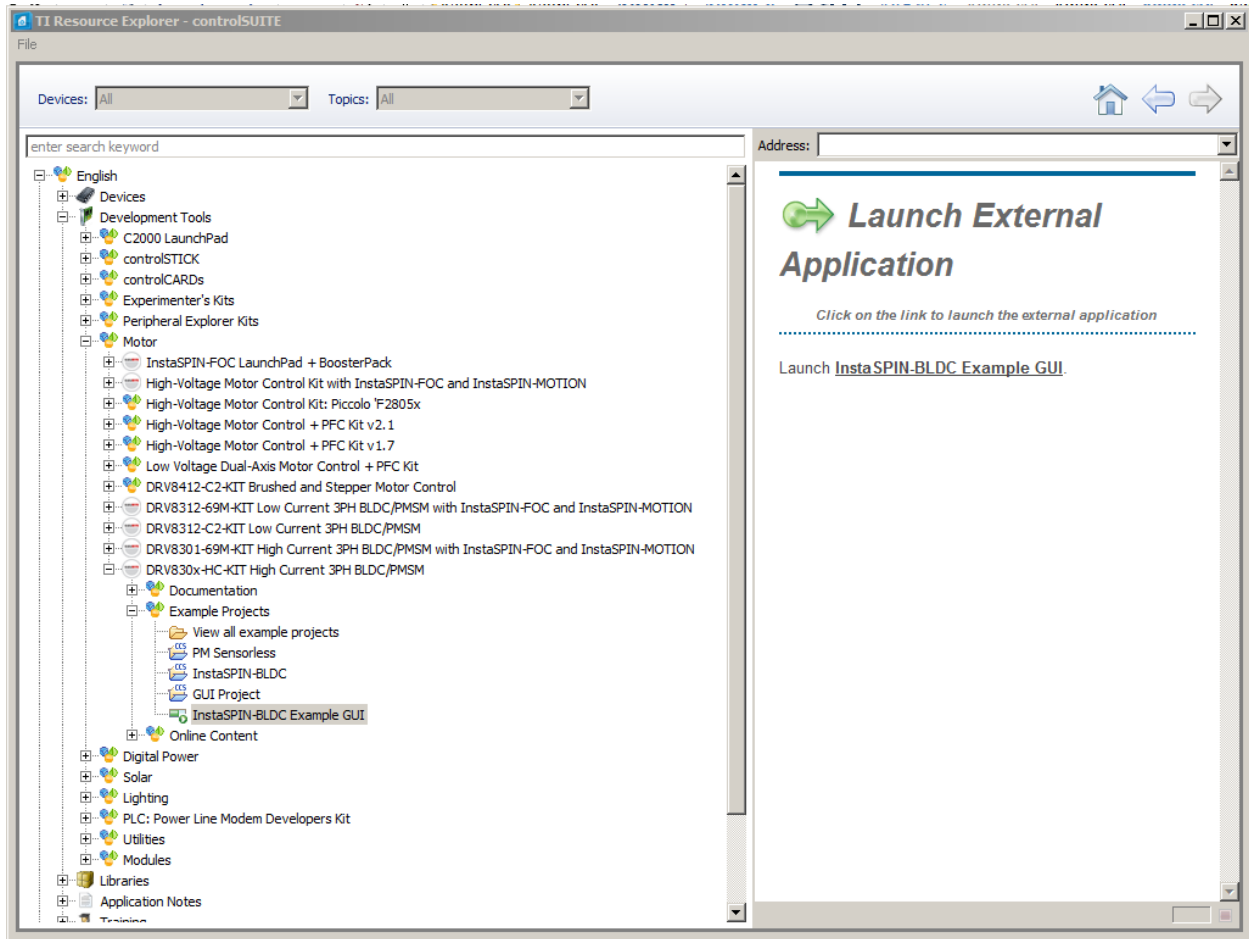 TI Resource Explorer - controlSUITE
File
Devices: All Topics: All
enter search keyword
Address:
English
Devices
Development Tools
C2000 LaunchPad
controlSTICK
controlCARDs
Experimenter's Kits
Peripheral Explorer Kits
Motor
InstaSPIN-FOC LaunchPad + BoosterPack
High-Voltage Motor Control Kit with InstaSPIN-FOC and InstaSPIN-MOTION
High-Voltage Motor Control Kit: Piccolo 'F2805x
High-Voltage Motor Control + PFC Kit v2.1
High-Voltage Motor Control + PFC Kit v1.7
Low Voltage Dual-Axis Motor Control + PFC Kit
DRV8412-C2-KIT Brushed and Stepper Motor Control
DRV8312-69M-KIT Low Current 3PH BLDC/PMSM with InstaSPIN-FOC and InstaSPIN-MOTION
DRV8312-C2-KIT Low Current 3PH BLDC/PMSM
DRV8301-69M-KIT High Current 3PH BLDC/PMSM with InstaSPIN-FOC and InstaSPIN-MOTION
DRV830x-HC-KIT High Current 3PH BLDC/PMSM
Documentation
Example Projects
View all example projects
CCS PM Sensorless
CCS InstaSPIN-BLDC
CCS GUI Project
InstaSPIN-BLDC Example GUI
Online Content
Digital Power
Solar
Lighting
PLC: Power Line Modem Developers Kit
Utilities
Modules
Libraries
Application Notes
Training
Launch External
Application
Click on the link to launch the external application
Launch InstaSPIN-BLDC Example GUI.